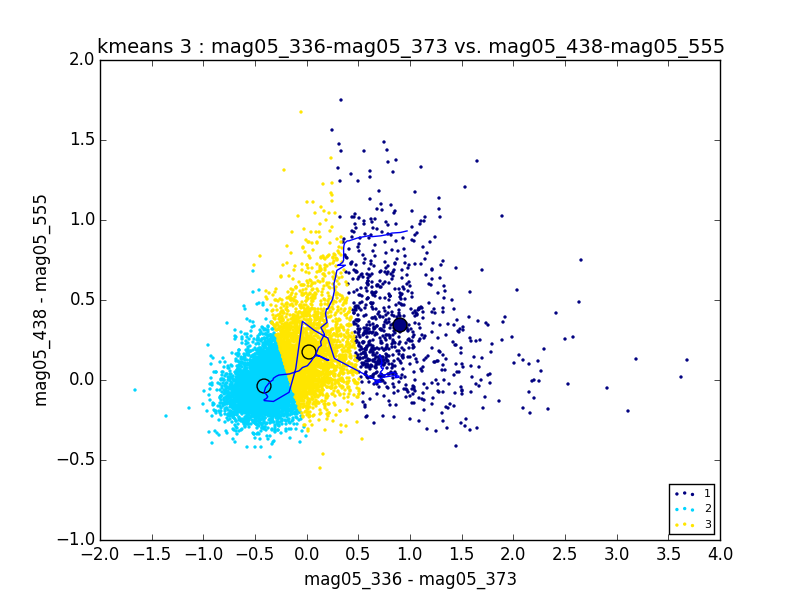 kmeans 3 : mag05_336-mag05_373 vs. mag05_438-mag05_555
2.0
1.5
1.0
0.5
0.0
−0.5
−1.0
mag05_438 - mag05_555
1
2
3
−2.0 −1.5 −1.0 −0.5 0.0 0.5 1.0 1.5 2.0 2.5 3.0 3.5 4.0
mag05_336 - mag05_373